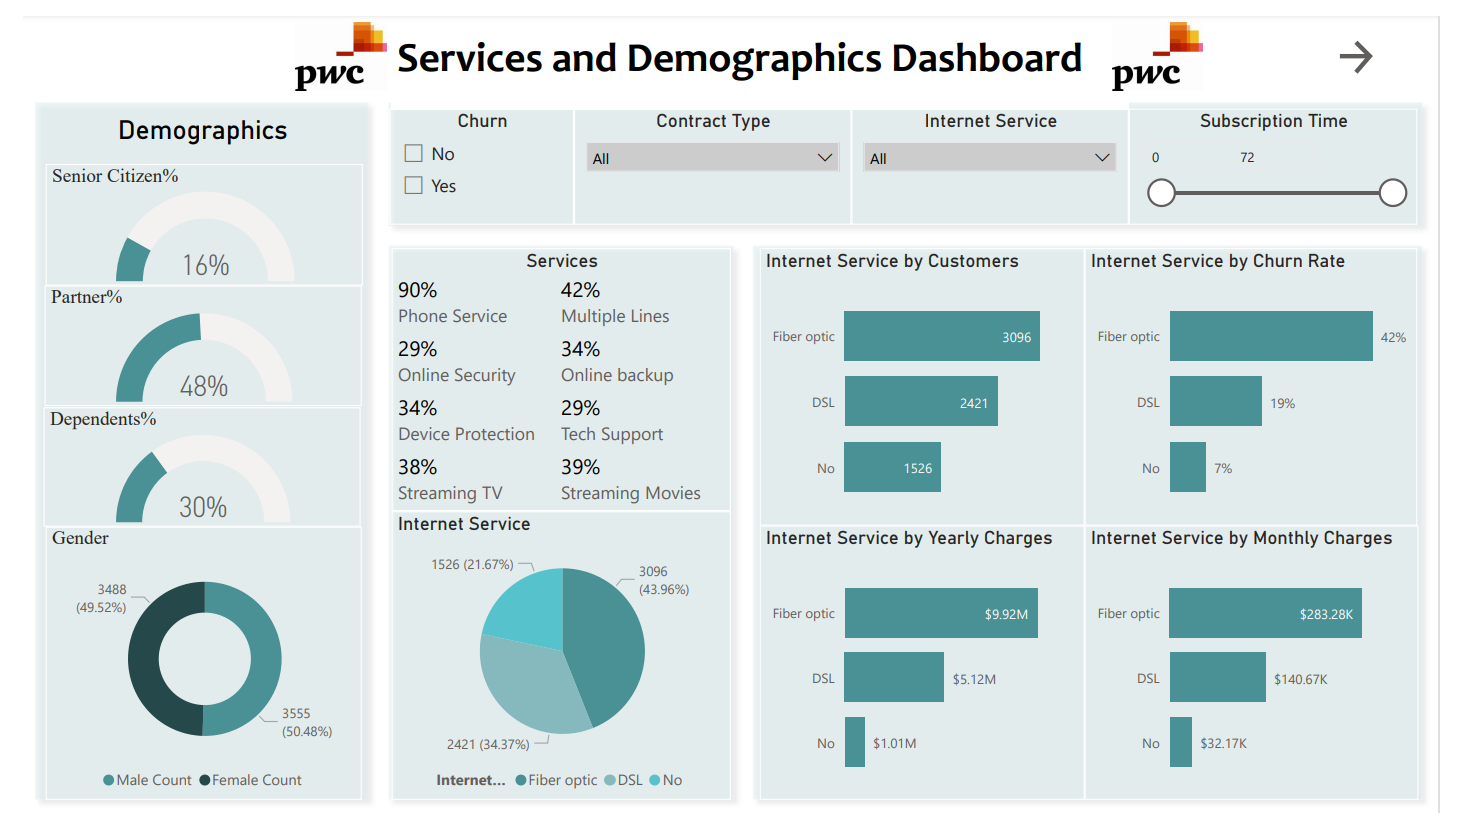 pwc
Services and Demographics Dashboard
pwc
Demographics
Senior Citizen%
16%
Partner%
48%
Dependents%
30%
Gender
3488
(49.52%)
3555
(50.48%)
Male Count Female Count
Churn
No
Yes
Contract Type
All
Internet Service
All
Subscription Time
0 72
Services
90% 42%
Phone Service Multiple Lines
29% 34%
Online Security Online backup
34% 29%
Device Protection Tech Support
38% 39%
Streaming TV Streaming Movies
Internet Service
1526 (21.67%)
3096
(43.96%)
2421 (34.37%)
Internet... Fiber optic DSL No
Internet Service by Customers
Fiber optic 3096
DSL 2421
No 1526
Internet Service by Churn Rate
Fiber optic 42%
DSL 19%
No 7%
Internet Service by Yearly Charges
Fiber optic $9.92M
DSL $5.12M
No $1.01M
Internet Service by Monthly Charges
Fiber optic $283.28K
DSL $140.67K
No $32.17K